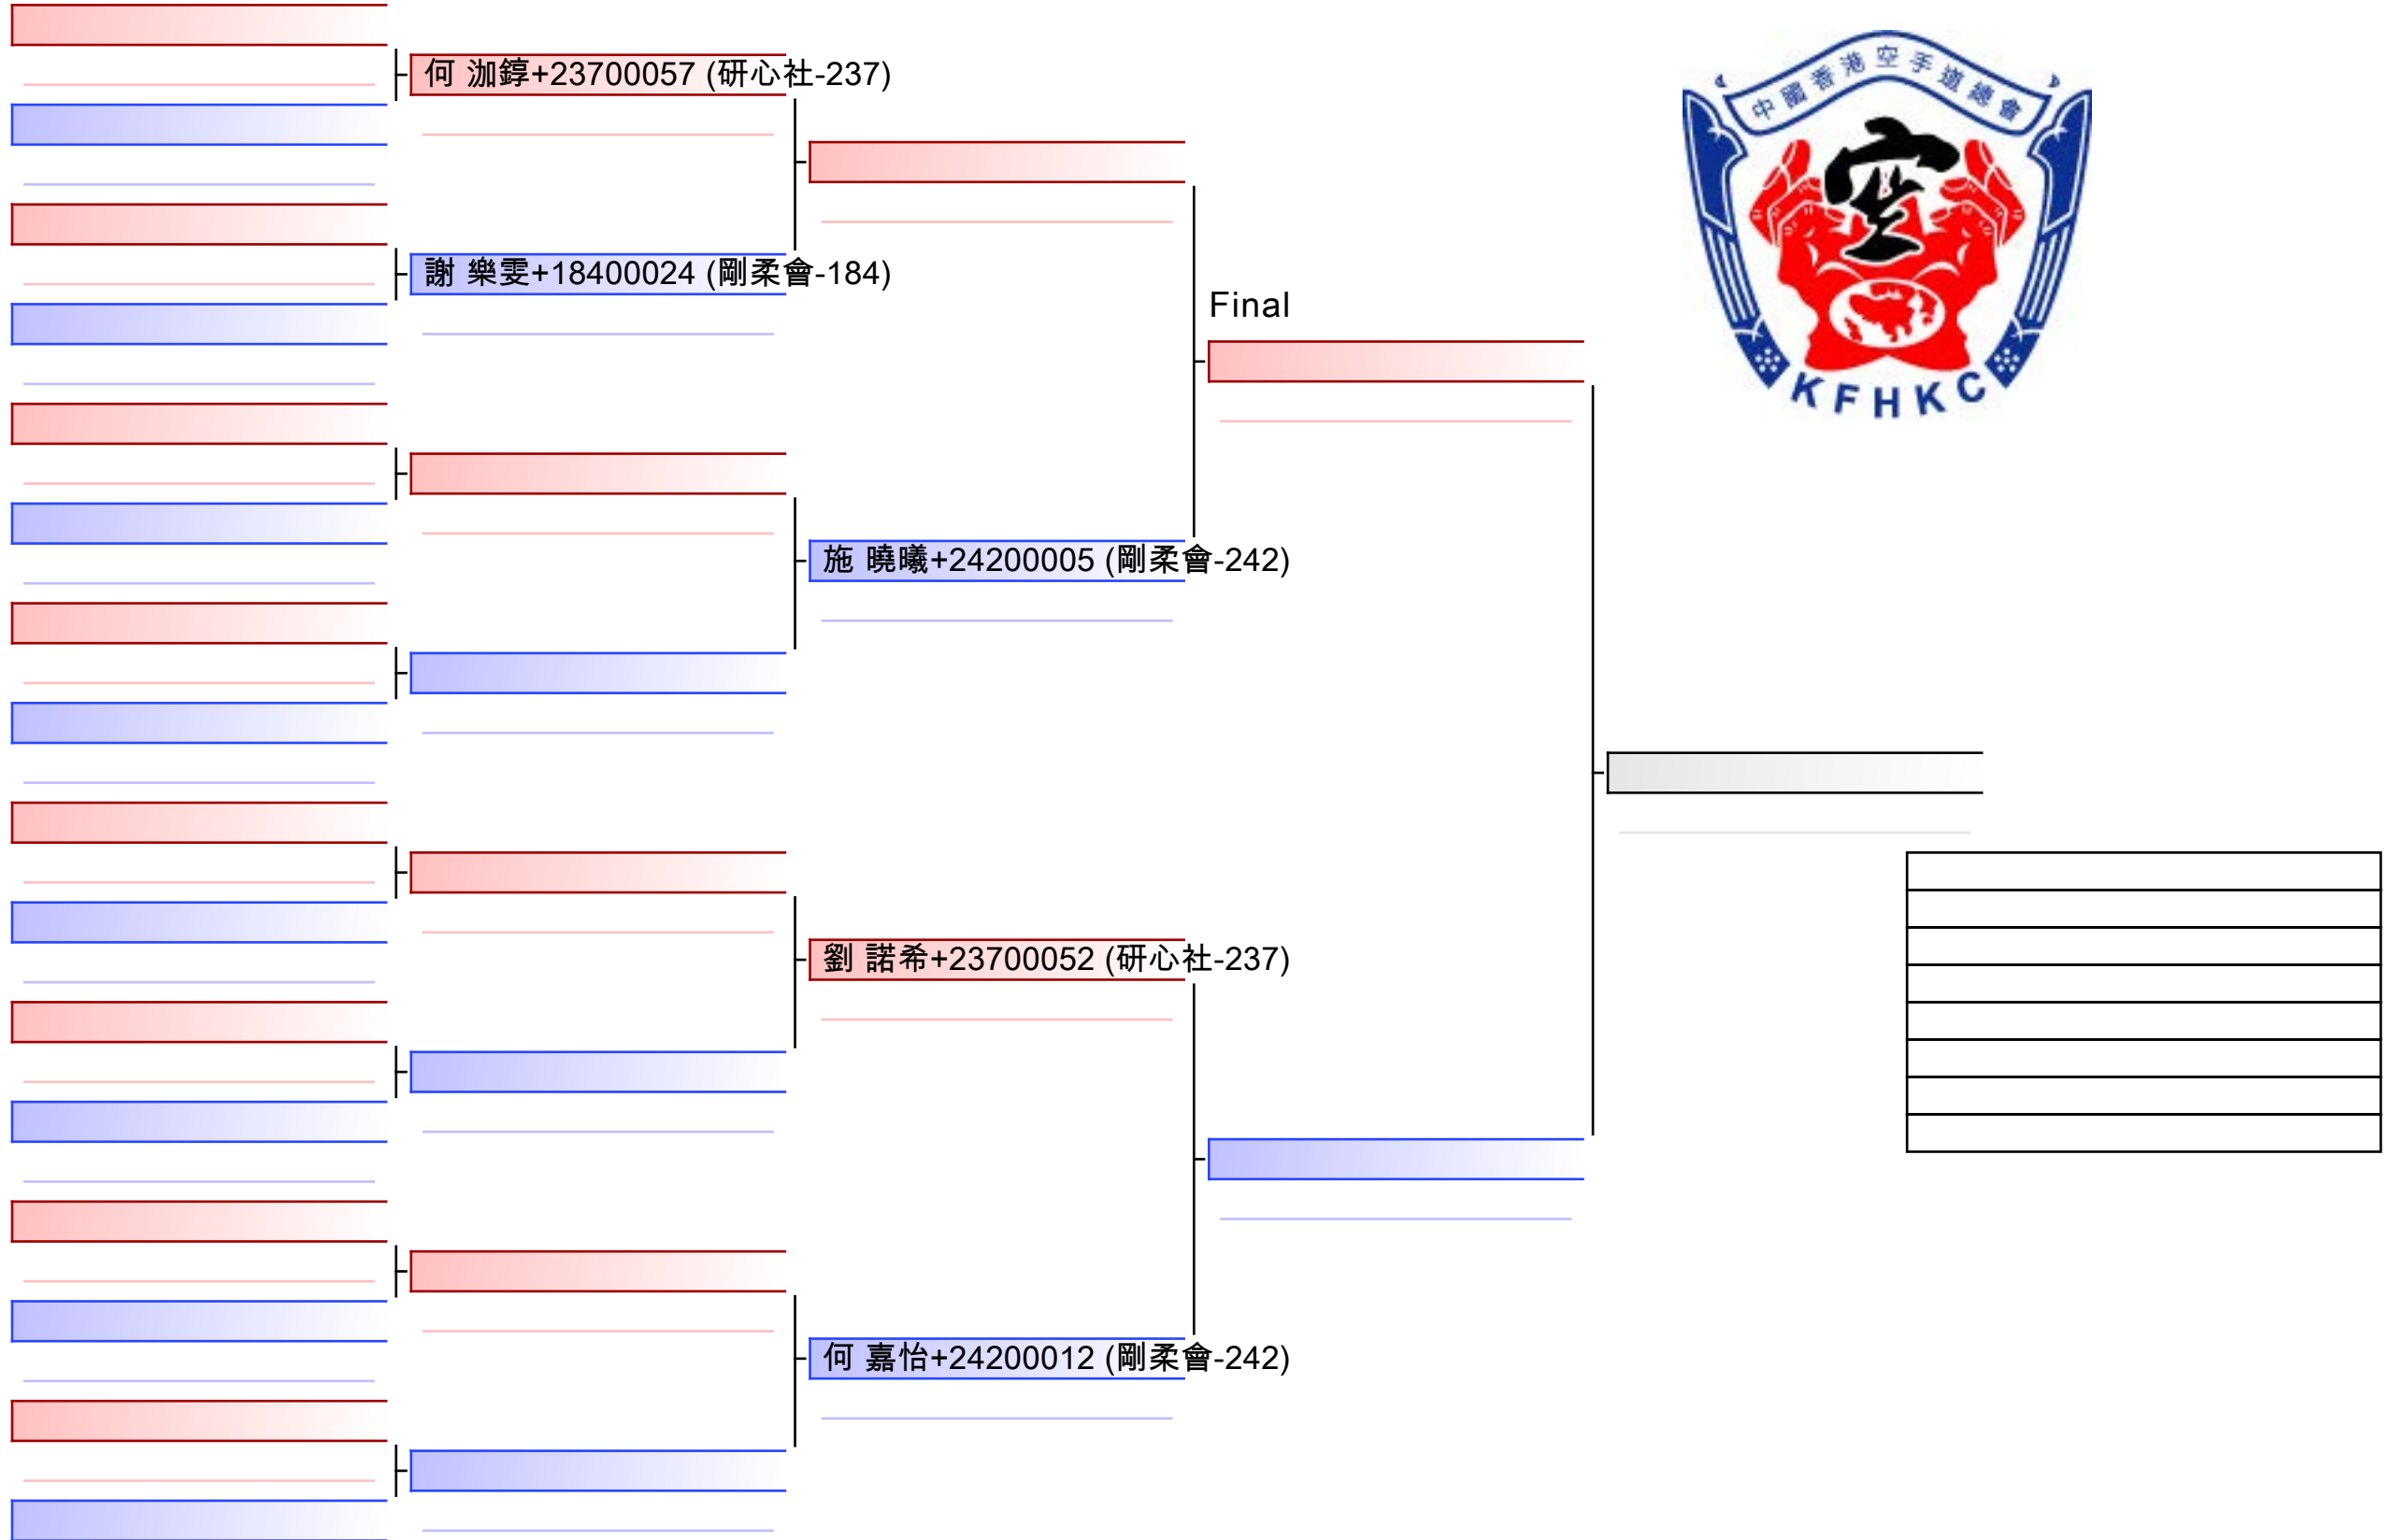 中國香港空手道總會
何 泇錞+23700057 (研心社-237)
謝 樂雯+18400024 (剛柔會-184)
Final
空
KFHKC
施 曉曦+24200005 (剛柔會-242)
劉 諾希+23700052 (研心社-237)
何 嘉怡+24200012 (剛柔會-242)